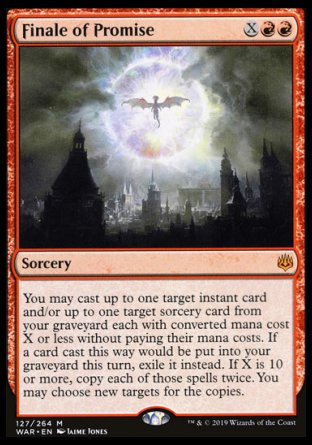 Finale of Promise X R R
Sorcery
You may cast up to one target instant card
and/or up to one target sorcery card from
your graveyard each with converted mana cost
X or less without paying their mana costs. If
a card cast this way would be put into your
graveyard this turn, exile it instead. If X is 10
or more, copy each of those spells twice. You
may choose new targets for the copies.
127/264 M
WAR • EN Jaime Jones
™ & © 2019 Wizards of the Coast